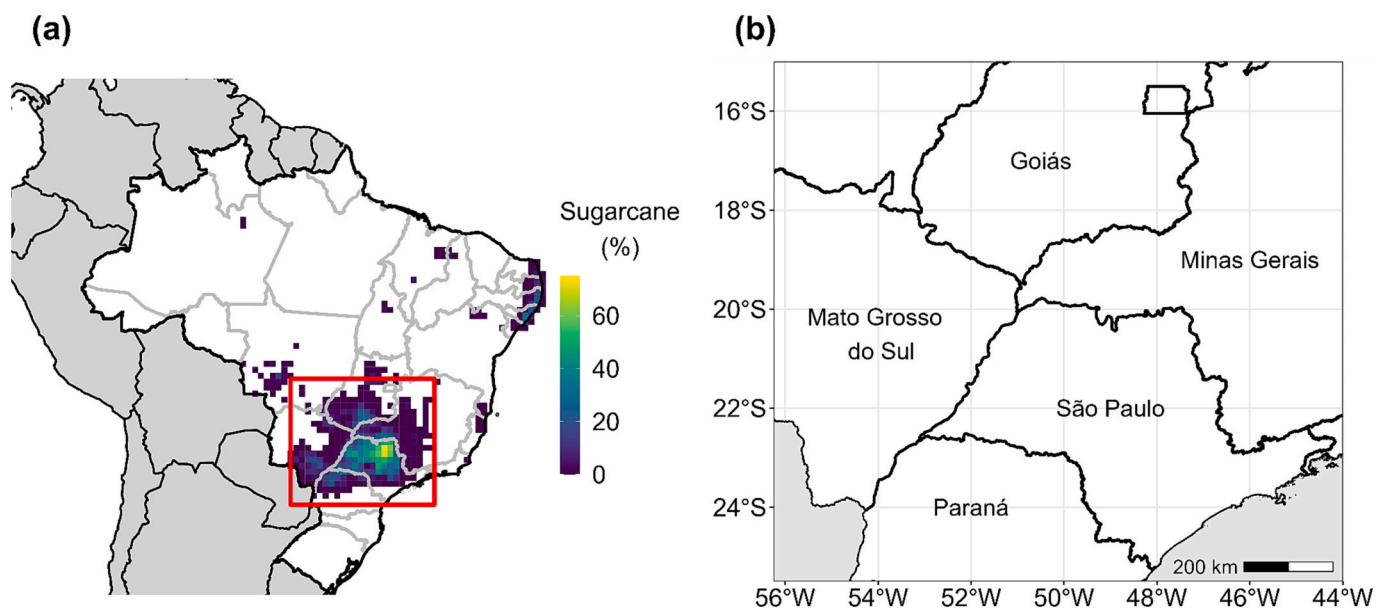 (a)
Sugarcane
(%)
60
40
20
0
(b)
16°S
18°S
20°S
22°S
24°S
Goiás
Minas Gerais
Mato Grosso
do Sul
São Paulo
Paraná
200 km
56°W 54°W 52°W 50°W 48°W 46°W 44°W